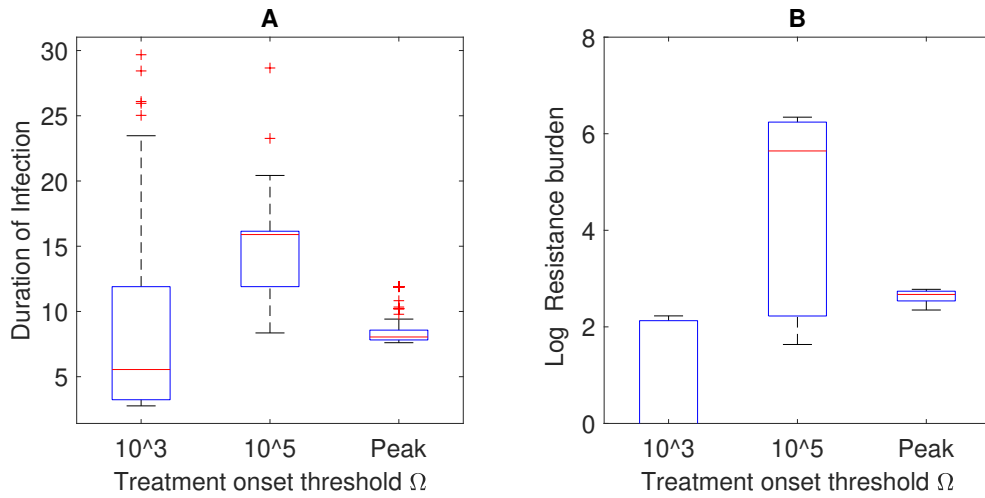 A
Duration of Infection
30
25
20
15
10
5
10^3 10^5 Peak
Treatment onset threshold Ω
B
Log Resistance burden
8
6
4
2
0
10^3 10^5 Peak
Treatment onset threshold Ω